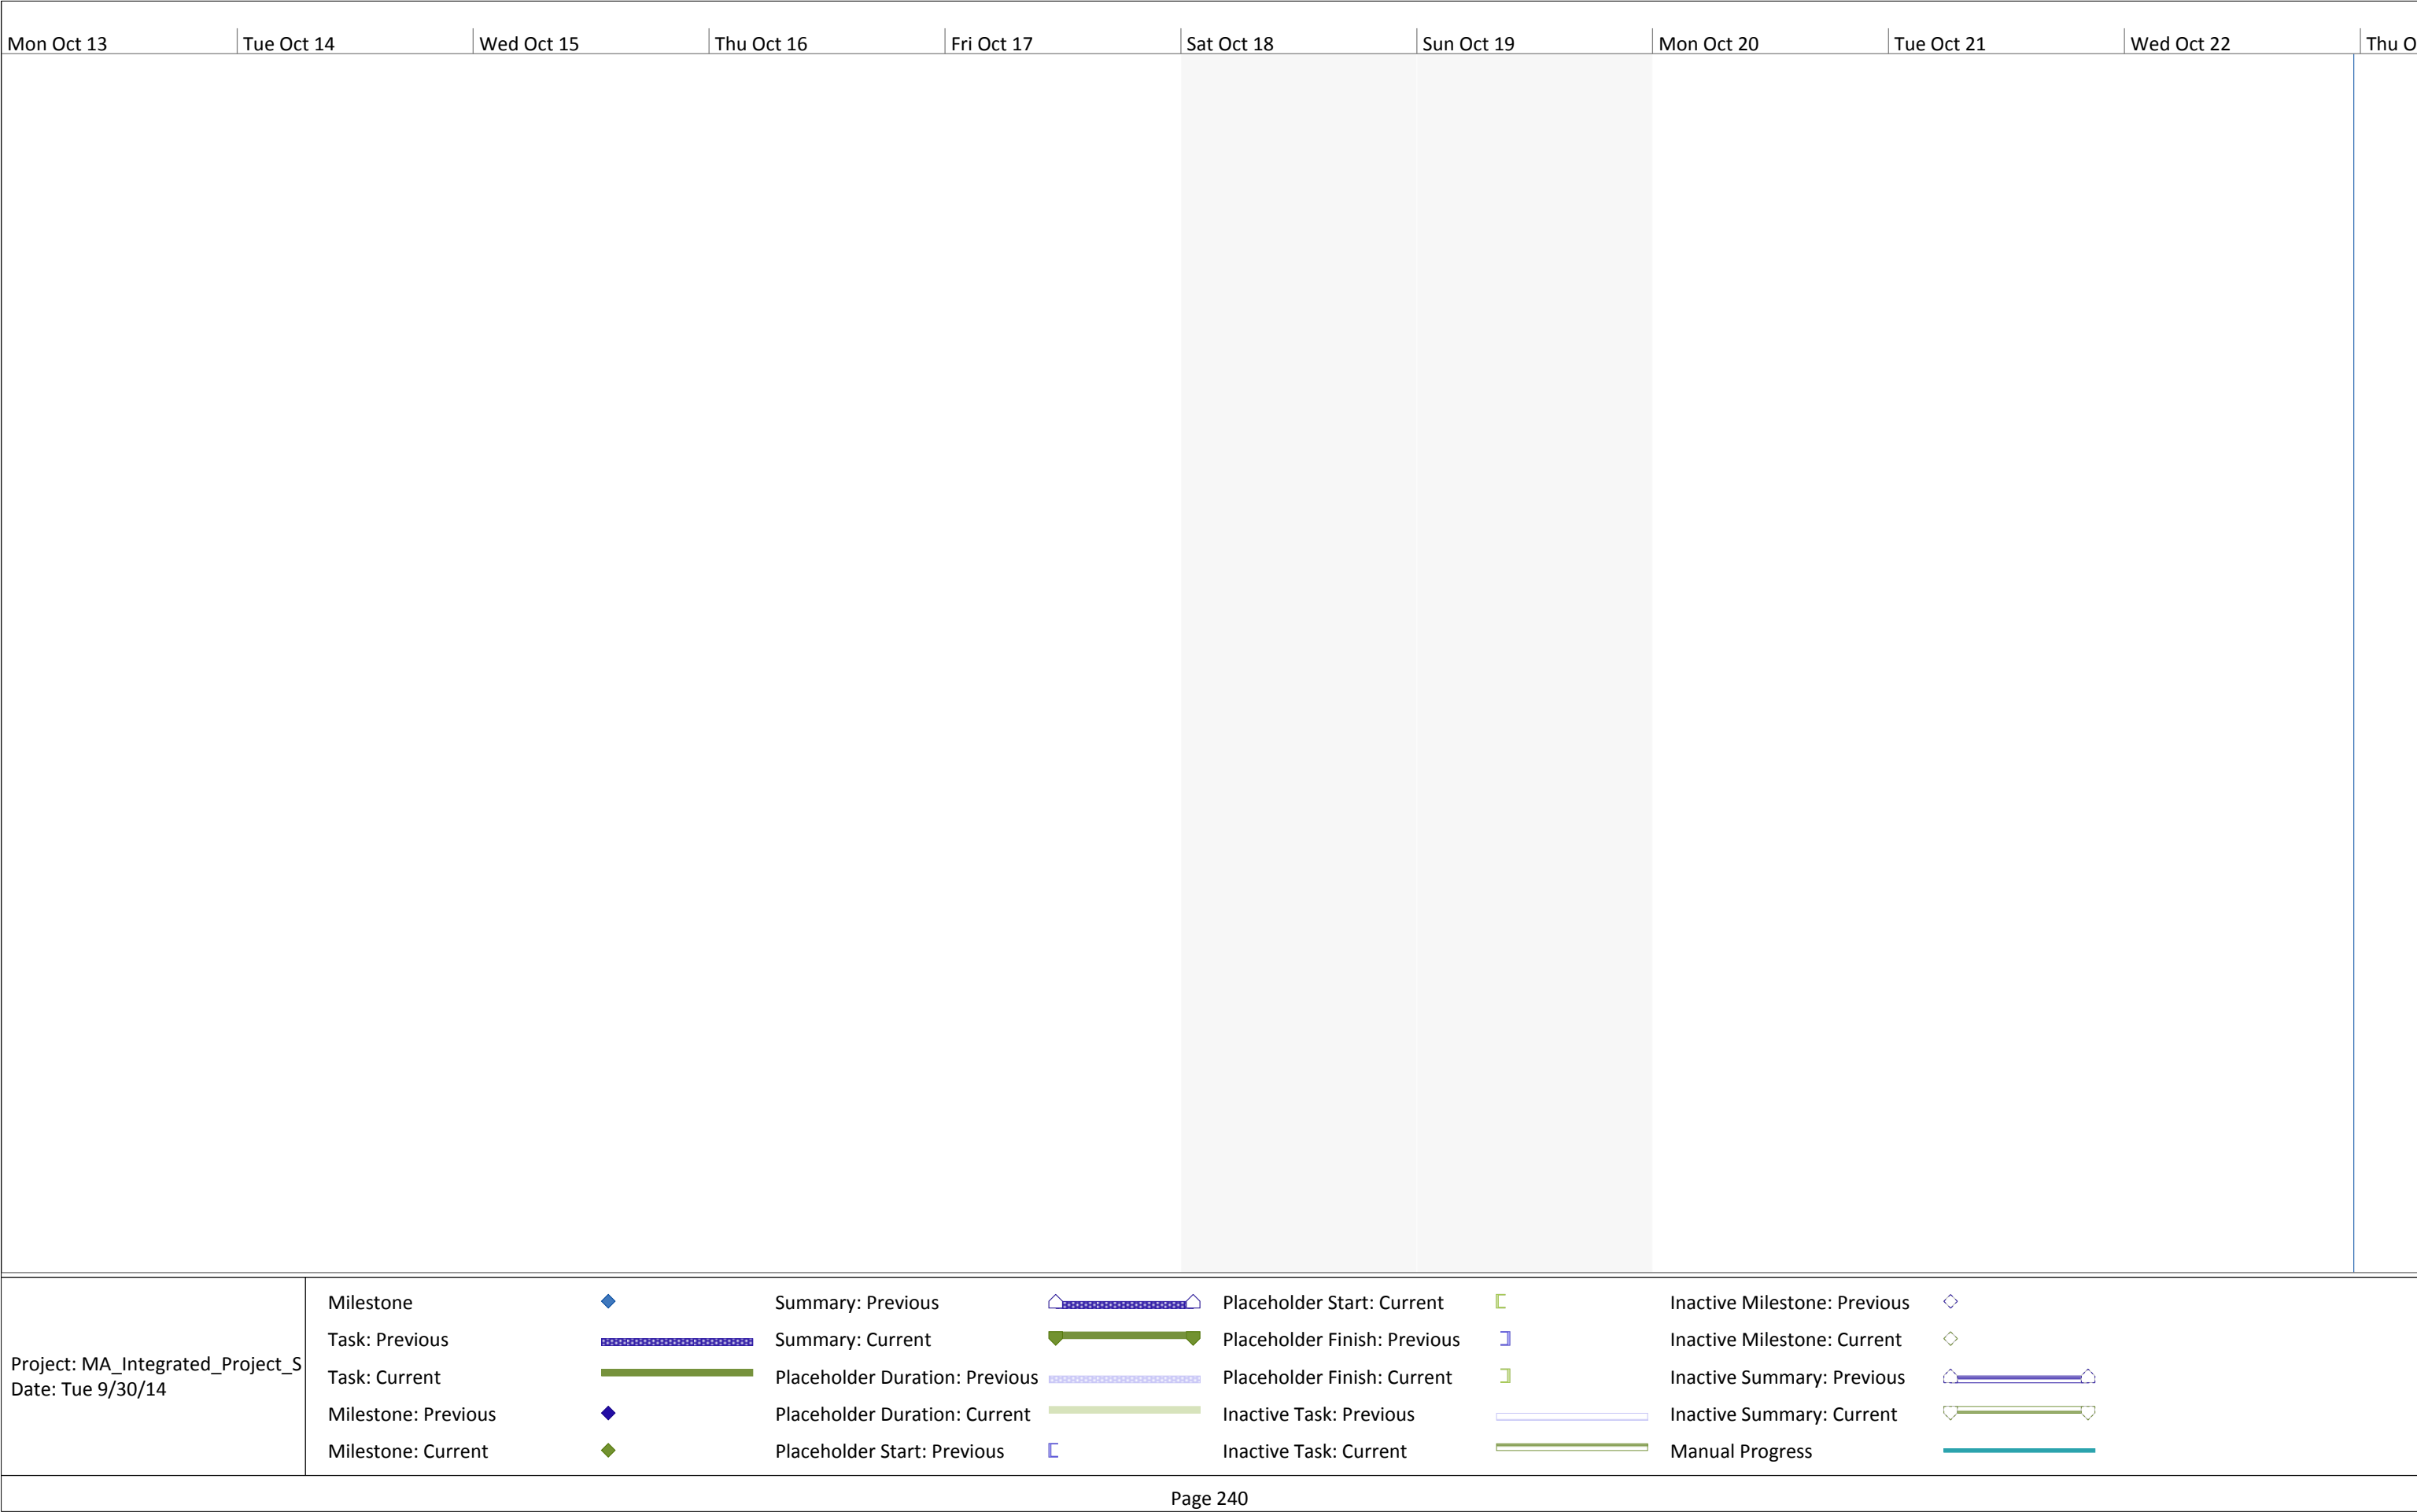 Mon Oct 13 Tue Oct 14 Wed Oct 15 Thu Oct 16 Fri Oct 17 Sat Oct 18 Sun Oct 19 Mon Oct 20 Tue Oct 21 Wed Oct 22 Thu O
Project: MA_Integrated_Project_S
Date: Tue 9/30/14
Milestone
Task: Previous
Task: Current
Milestone: Previous
Milestone: Current
Summary: Previous
Summary: Current
Placeholder Duration: Previous
Placeholder Duration: Current
Placeholder Start: Previous
Placeholder Start: Current
Placeholder Finish: Previous
Placeholder Finish: Current
Inactive Task: Previous
Inactive Task: Current
Inactive Milestone: Previous
Inactive Milestone: Current
Inactive Summary: Previous
Inactive Summary: Current
Manual Progress
Page 240